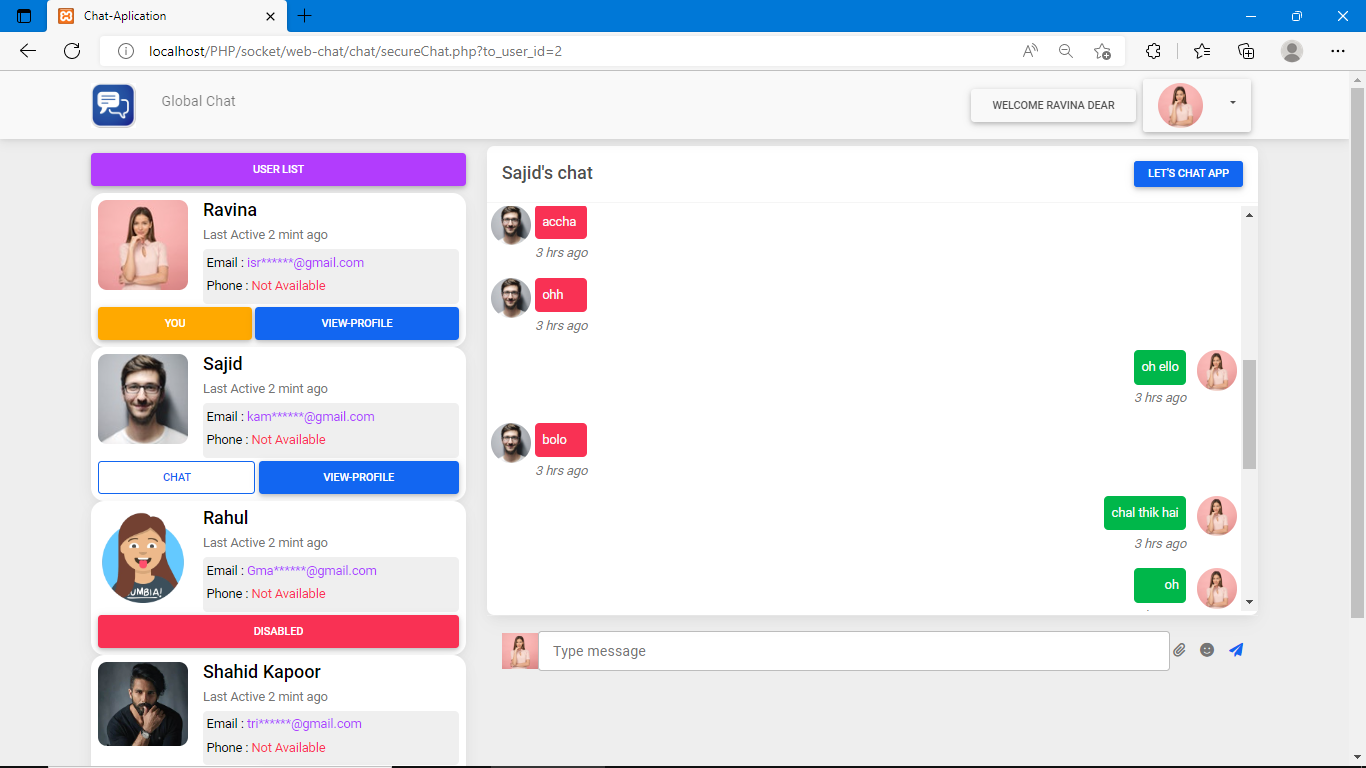 Chat-Aplication
localhost/PHP/socket/web-chat/chat/secureChat.php?to_user_id=2
Global Chat
WELCOME RAVINA DEAR
USER LIST
Ravina
Last Active 2 mint ago
Email : isr******@gmail.com
Phone : Not Available
YOU
VIEW-PROFILE
Sajid
Last Active 2 mint ago
Email : kam******@gmail.com
Phone : Not Available
CHAT
VIEW-PROFILE
Rahul
Last Active 2 mint ago
Email : Gma******@gmail.com
Phone : Not Available
DISABLED
Shahid Kapoor
Last Active 2 mint ago
Email : tri******@gmail.com
Phone : Not Available
Sajid's chat
LET'S CHAT APP
accha
3 hrs ago
ohh
3 hrs ago
oh ello
3 hrs ago
bolo
3 hrs ago
chal thik hai
3 hrs ago
oh
Type message